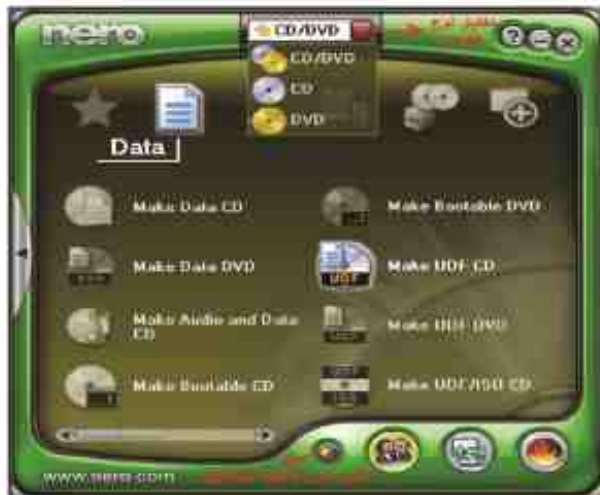 nero
CD/DVD
CD/DVD
CD
DVD
Data
Make Data CD
Make Bootable DVD
Make Data DVD
Make UDF CD
UDF
Make Audio and Data CD
Make UDF DVD
Make Bootable CD
Make UDF/ISO CD
www.nero.com